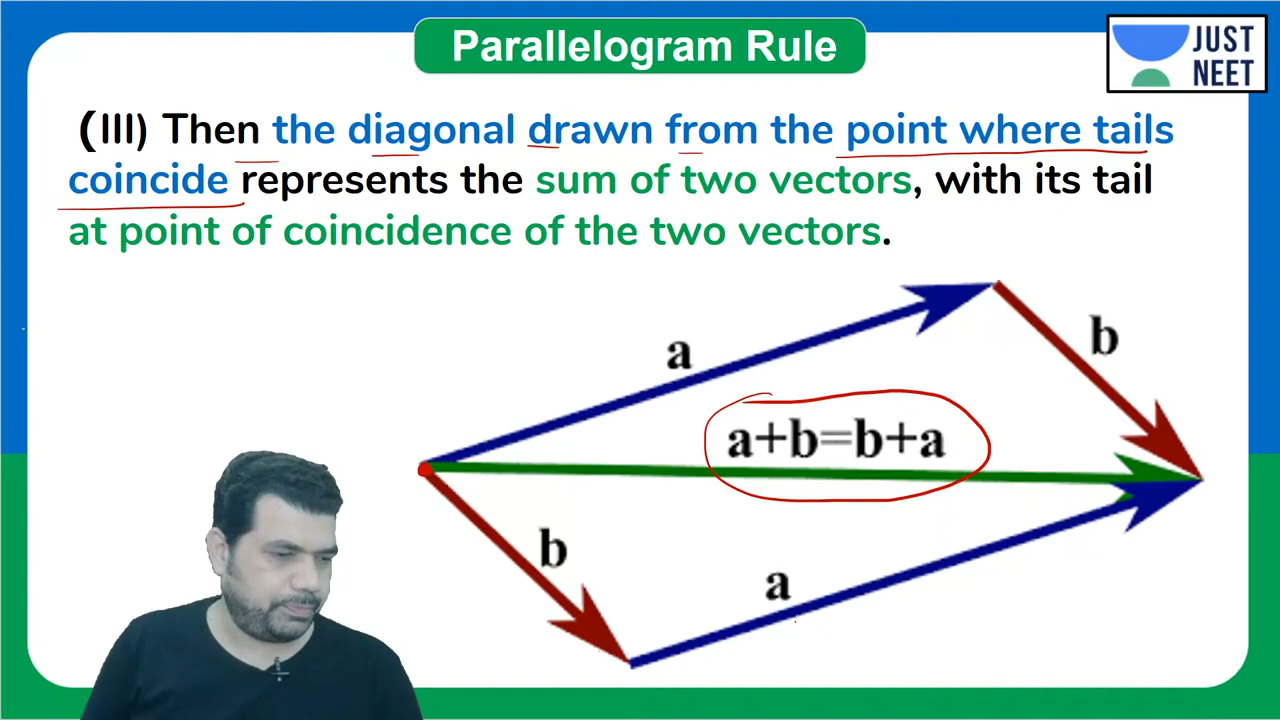 Parallelogram Rule
JUST
NEET
(III) Then the diagonal drawn from the point where tails
coincide represents the sum of two vectors, with its tail
at point of coincidence of the two vectors.
a
b
a+b=b+a
b
a